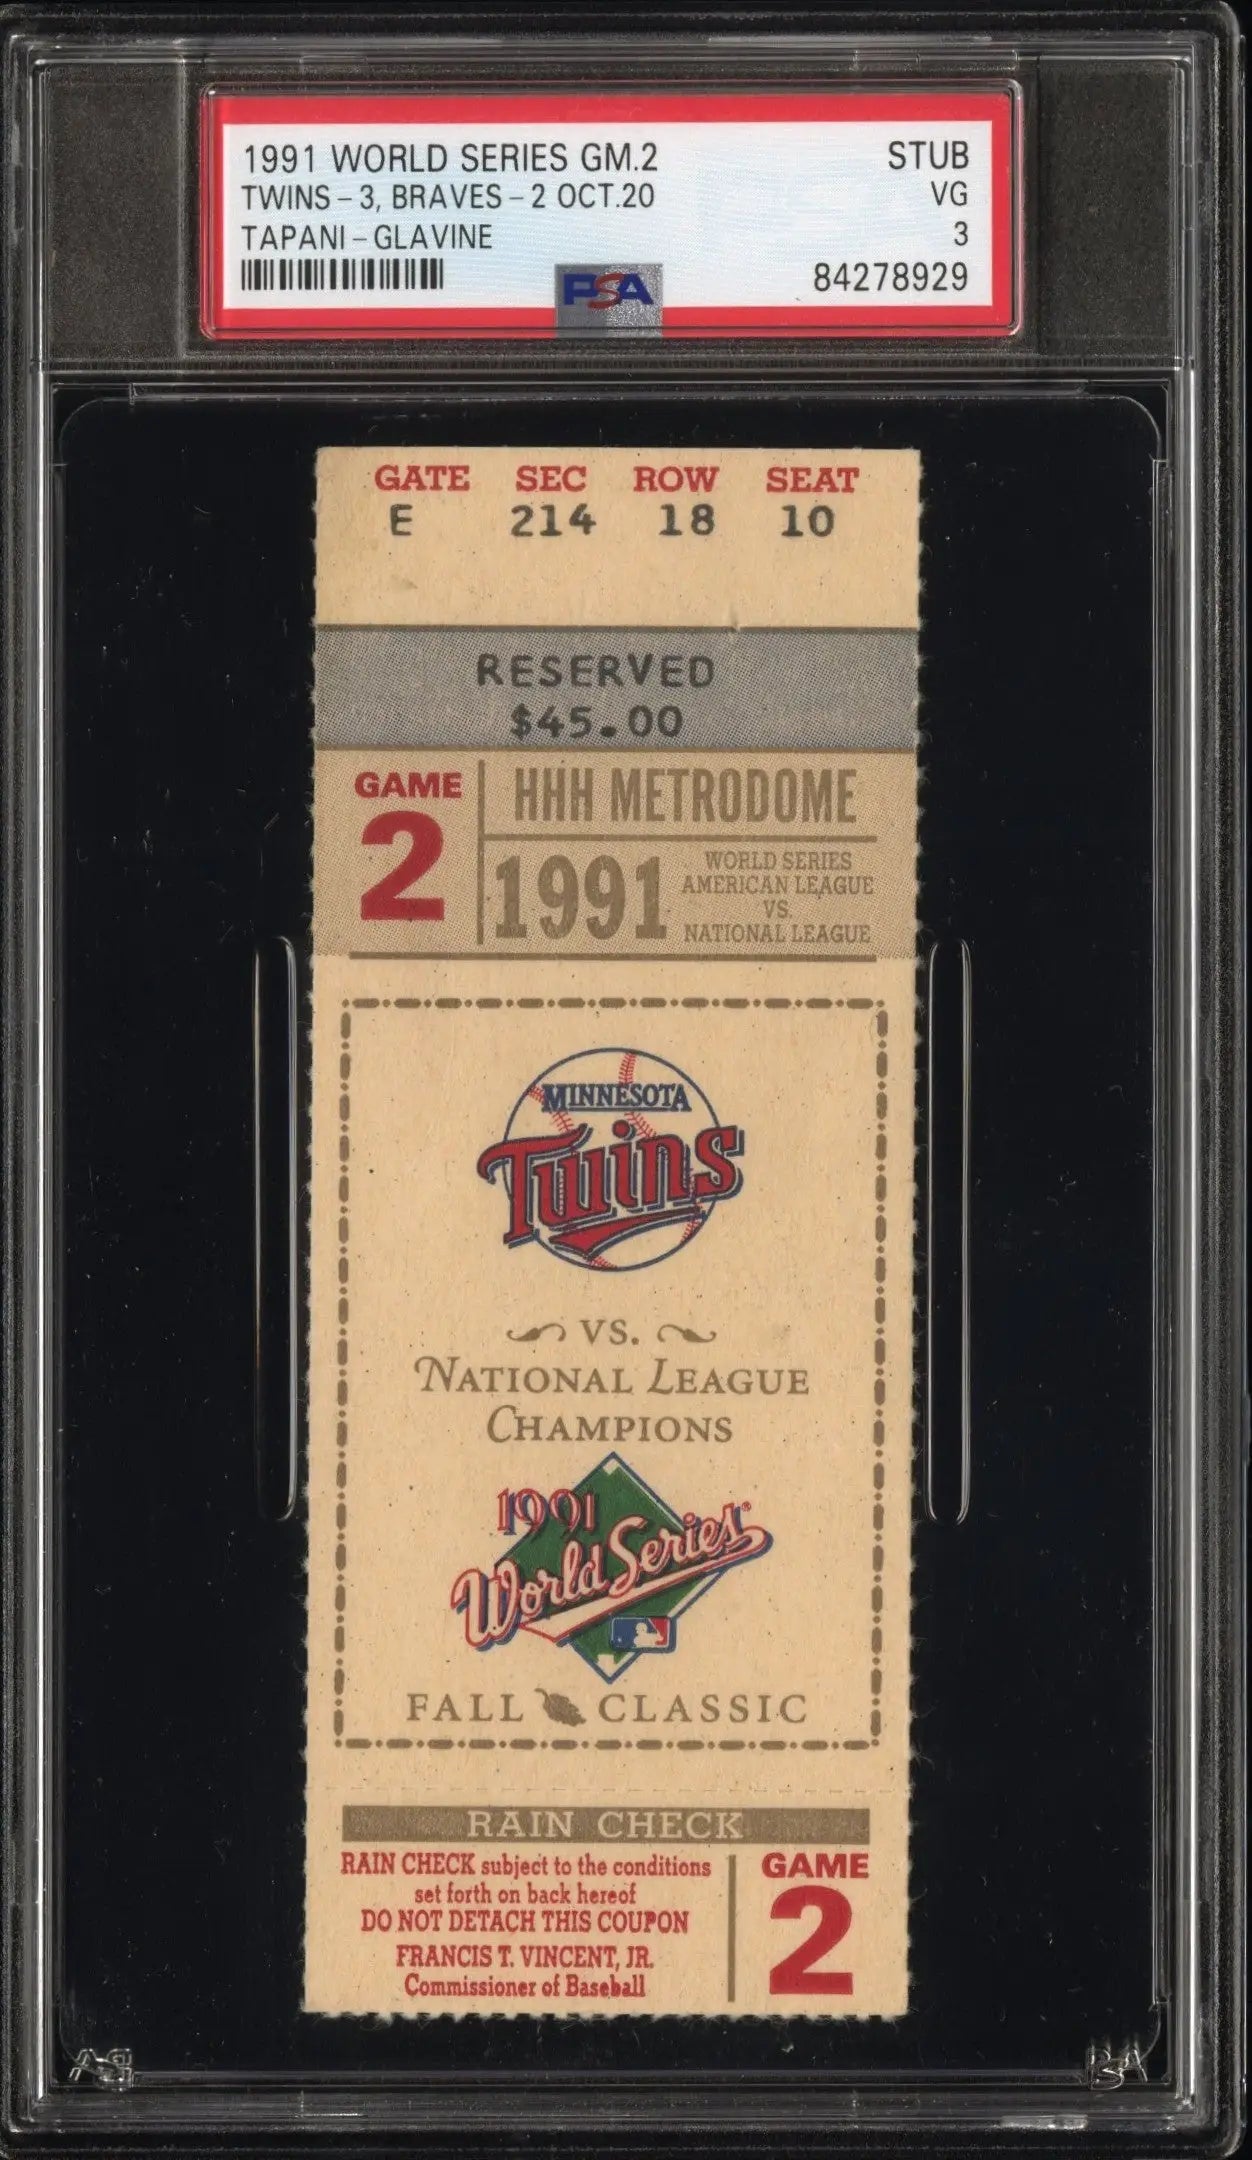 1991 WORLD SERIES GM.2 STUB
TWINS-3, BRAVES-2 OCT.20 VG
TAPANI-GLAVINE 3
84278929
PSA
GATE SEC ROW SEAT
E 214 18 10
RESERVED
$45.00
GAME
2
HHH METRODOME
1991
WORLD SERIES
AMERICAN LEAGUE
VS.
NATIONAL LEAGUE
MINNESOTA
Twins
VS.
NATIONAL LEAGUE
CHAMPIONS
1991
World Series
FALL CLASSIC
RAIN CHECK
RAIN CHECK subject to the conditions
set forth on back hereof
DO NOT DETACH THIS COUPON
FRANCIS T. VINCENT, JR.
Commissioner of Baseball
GAME
2
PSA
PSA